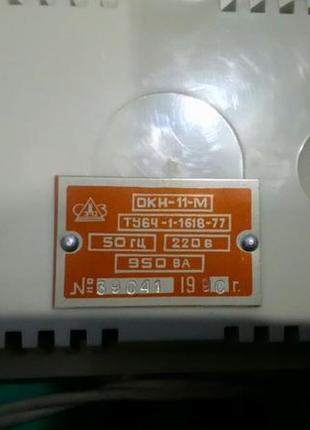 ОКН-11-М
ТУ64-1-1618-77
50 ГЦ 220 В
950 ВА
№ 39041 1990 г.